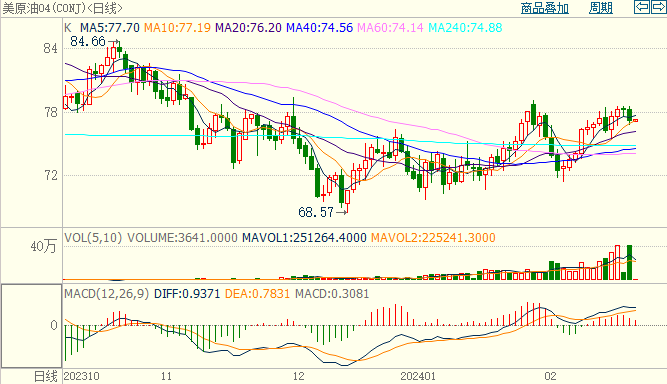 美原油04(CONJ)<日线> 商品叠加 周期
K MA5:77.70 MA10:77.19 MA20:76.20 MA40:74.56 MA60:74.14 MA240:74.88
84.66
84
78
72
68.57
VOL(5,10) VOLUME:3641.0000 MAVOL1:251264.4000 MAVOL2:225241.3000
40万
MACD(12,26,9) DIFF:0.9371 DEA:0.7831 MACD:0.3081
0
日线 202310 11 12 202401 02